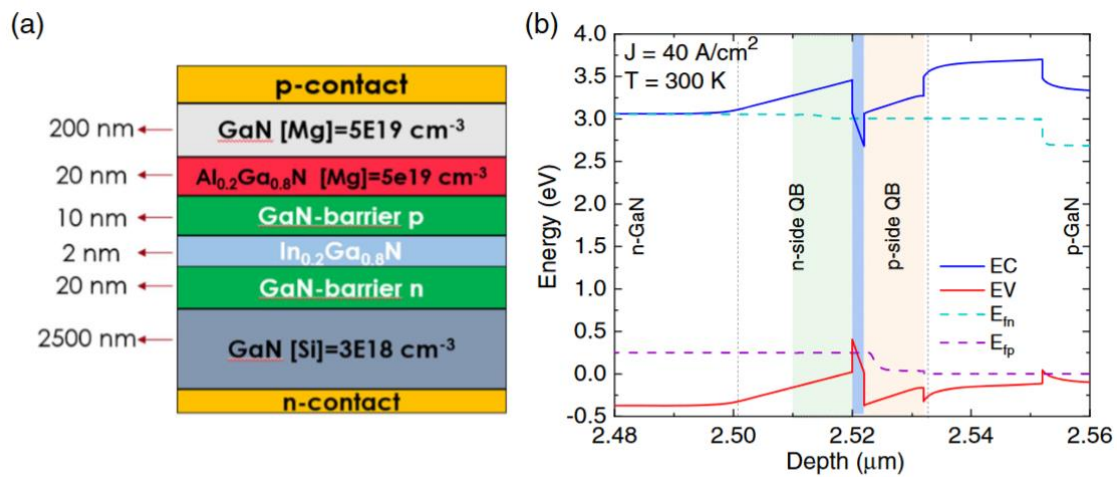 (a)
p-contact
200 nm
GaN [Mg]=5E19 cm-3
20 nm
Al0.2Ga0.8N [Mg]=5e19 cm-3
10 nm
GaN-barrier p
2 nm
In0.2Ga0.8N
20 nm
GaN-barrier n
2500 nm
GaN [Si]=3E18 cm-3
n-contact
(b)
J = 40 A/cm2
T = 300 K
4.0
3.5
3.0
2.5
2.0
1.5
1.0
0.5
0.0
-0.5
Energy (eV)
n-GaN
n-side QB
p-side QB
p-GaN
EC
EV
Efn
Efp
2.48
2.50
2.52
2.54
2.56
Depth (μm)